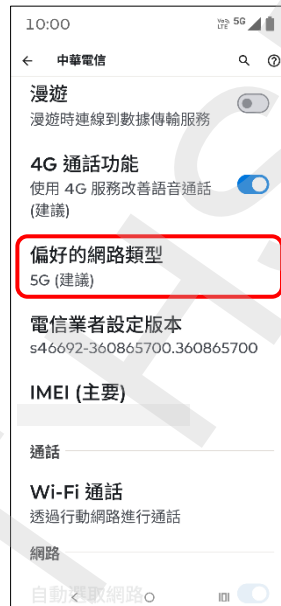 10:00
Vo5G LTE 5G
中華電信
漫遊
漫遊時連線到數據傳輸服務
4G 通話功能
使用 4G 服務改善語音通話
(建議)
偏好的網路類型
5G (建議)
電信業者設定版本
s46692-360865700.360865700
IMEI (主要)
通話
Wi-Fi 通話
透過行動網路進行通話
網路
自動選取網路